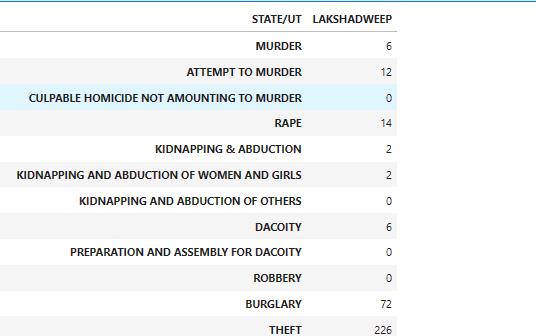 STATE/UT LAKSHADWEEP
MURDER 6
ATTEMPT TO MURDER 12
CULPABLE HOMICIDE NOT AMOUNTING TO MURDER 0
RAPE 14
KIDNAPPING & ABDUCTION 2
KIDNAPPING AND ABDUCTION OF WOMEN AND GIRLS 2
KIDNAPPING AND ABDUCTION OF OTHERS 0
DACOITY 6
PREPARATION AND ASSEMBLY FOR DACOITY 0
ROBBERY 0
BURGLARY 72
THEFT 226